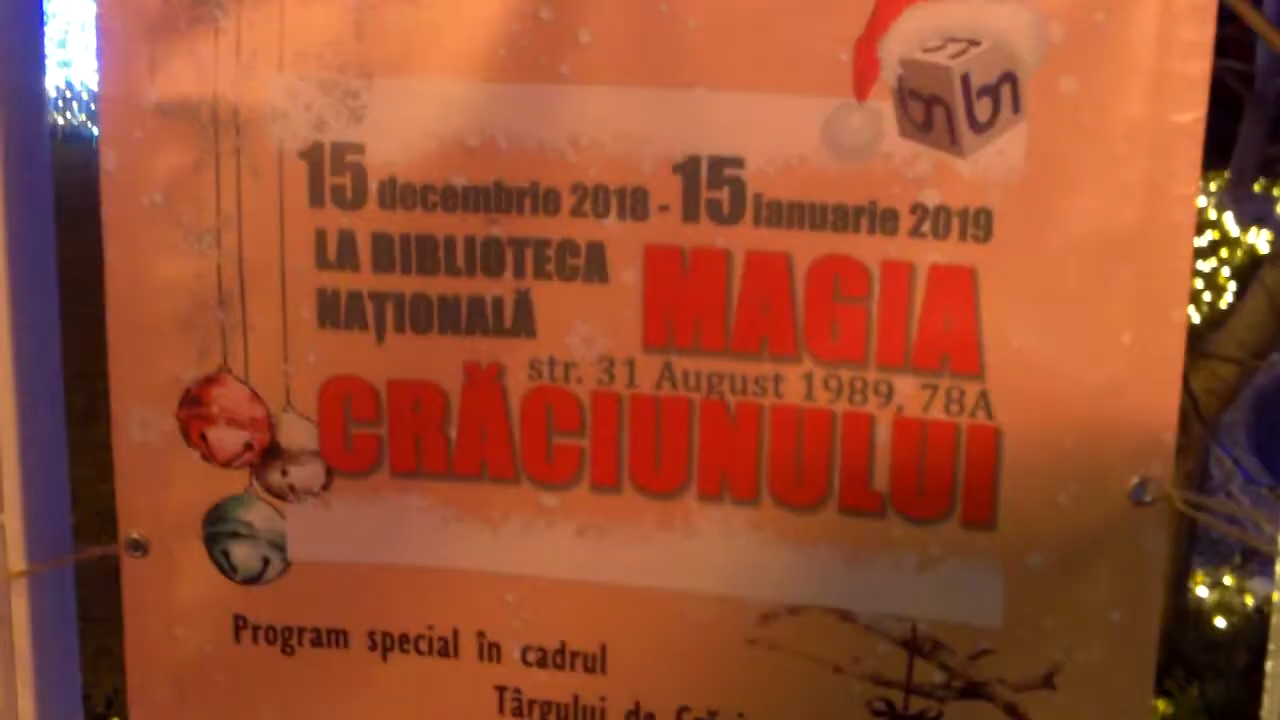 15 decembrie 2018 - 15 ianuarie 2019
LA BIBLIOTECA
NAȚIONALĂ
MAGIA
str. 31 August 1989, 78A
CRĂCIUNULUI
Program special în cadrul
Târgului de